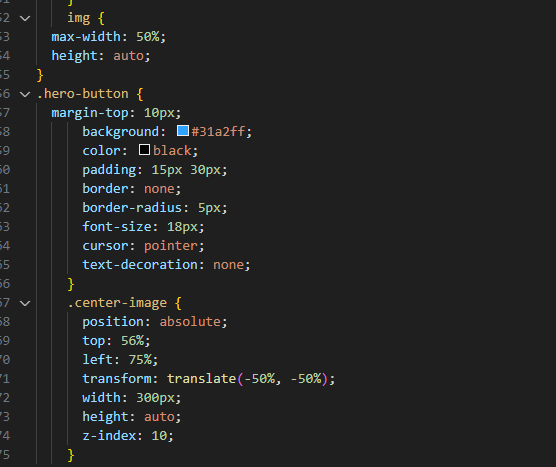 }
52 img {
53 max-width: 50%;
54 height: auto;
55 }
56 .hero-button {
57 margin-top: 10px;
58 background: #31a2ff;
59 color: black;
60 padding: 15px 30px;
61 border: none;
62 border-radius: 5px;
63 font-size: 18px;
64 cursor: pointer;
65 text-decoration: none;
66 }
67 .center-image {
68 position: absolute;
69 top: 56%;
70 left: 75%;
71 transform: translate(-50%, -50%);
72 width: 300px;
73 height: auto;
74 z-index: 10;
75 }